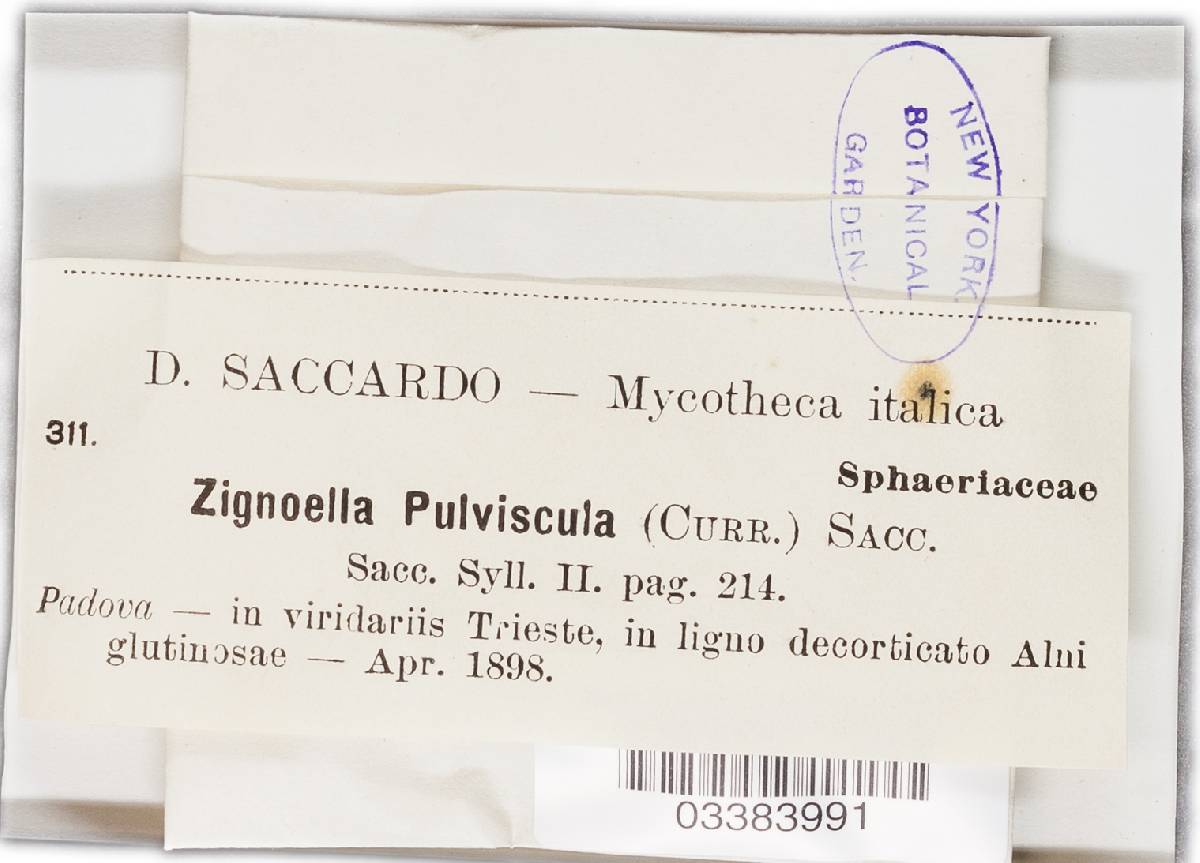 NEW YORK
BOTANICAL
GARDEN.
D. SACCARDO — Mycotheca italica
311.
Sphaeriaceae
Zignoella Pulviscula (CURR.) SACC.
Sacc. Syll. II. pag. 214.
Padova — in viridariis Trieste, in ligno decorticato Alni
glutinosae — Apr. 1898.
03383991